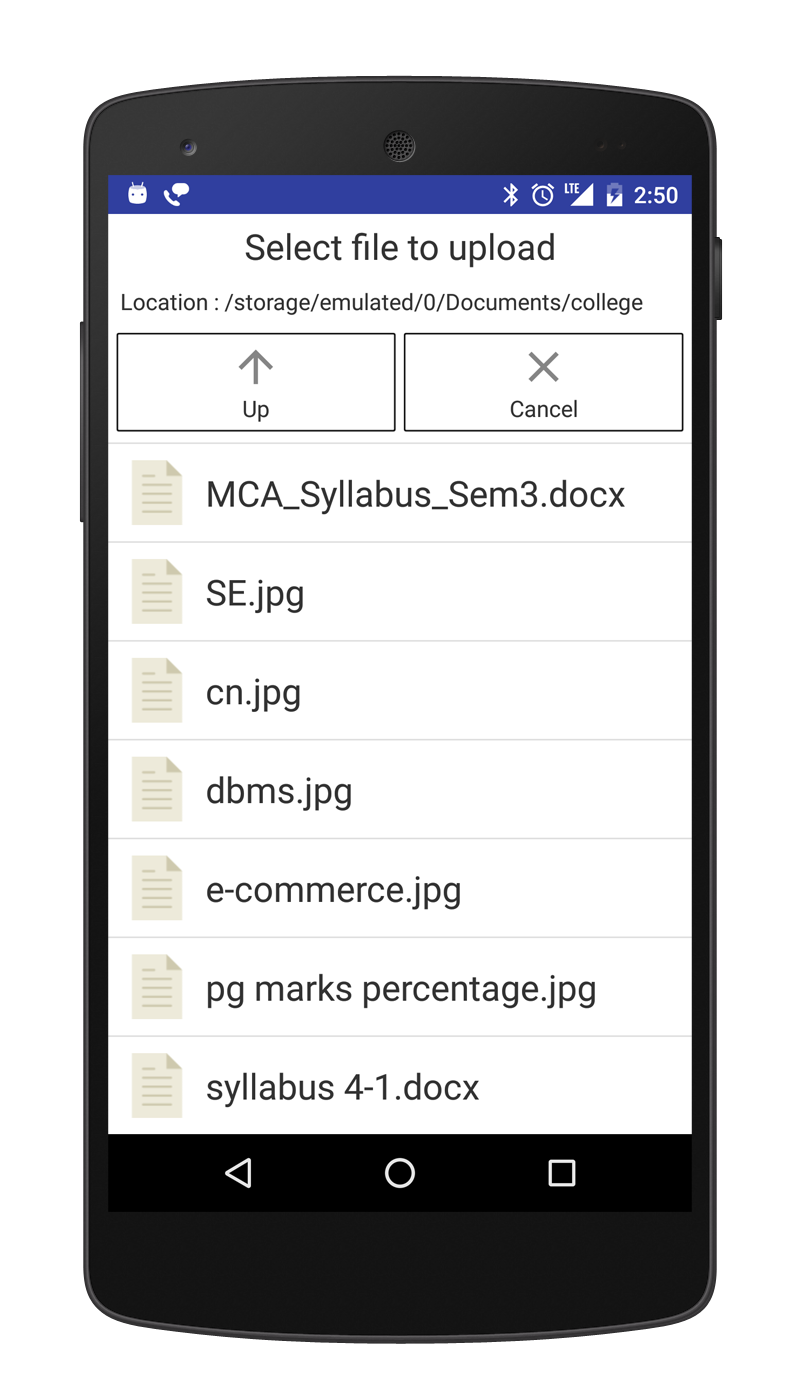 LTE 2:50
Select file to upload
Location : /storage/emulated/0/Documents/college
Up
Cancel
MCA_Syllabus_Sem3.docx
SE.jpg
cn.jpg
dbms.jpg
e-commerce.jpg
pg marks percentage.jpg
syllabus 4-1.docx